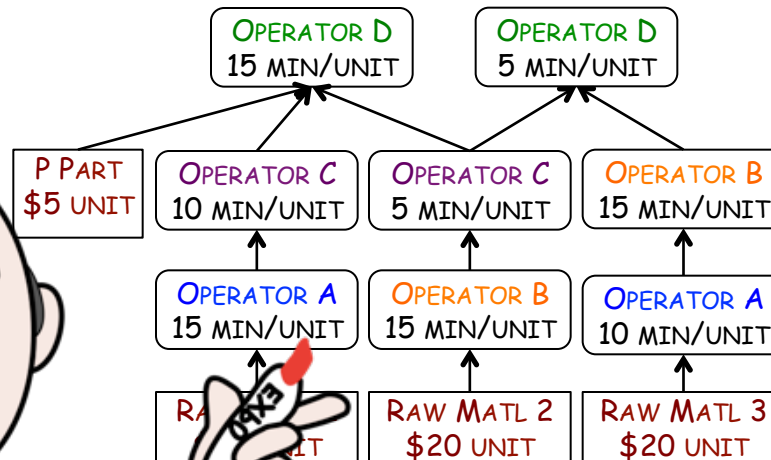 OPERATOR D
15 MIN/UNIT
OPERATOR D
5 MIN/UNIT
P PART
$5 UNIT
OPERATOR C
10 MIN/UNIT
OPERATOR C
5 MIN/UNIT
OPERATOR B
15 MIN/UNIT
OPERATOR A
15 MIN/UNIT
OPERATOR B
15 MIN/UNIT
OPERATOR A
10 MIN/UNIT
EXPO
RAW MATL 2
$20 UNIT
RAW MATL 3
$20 UNIT